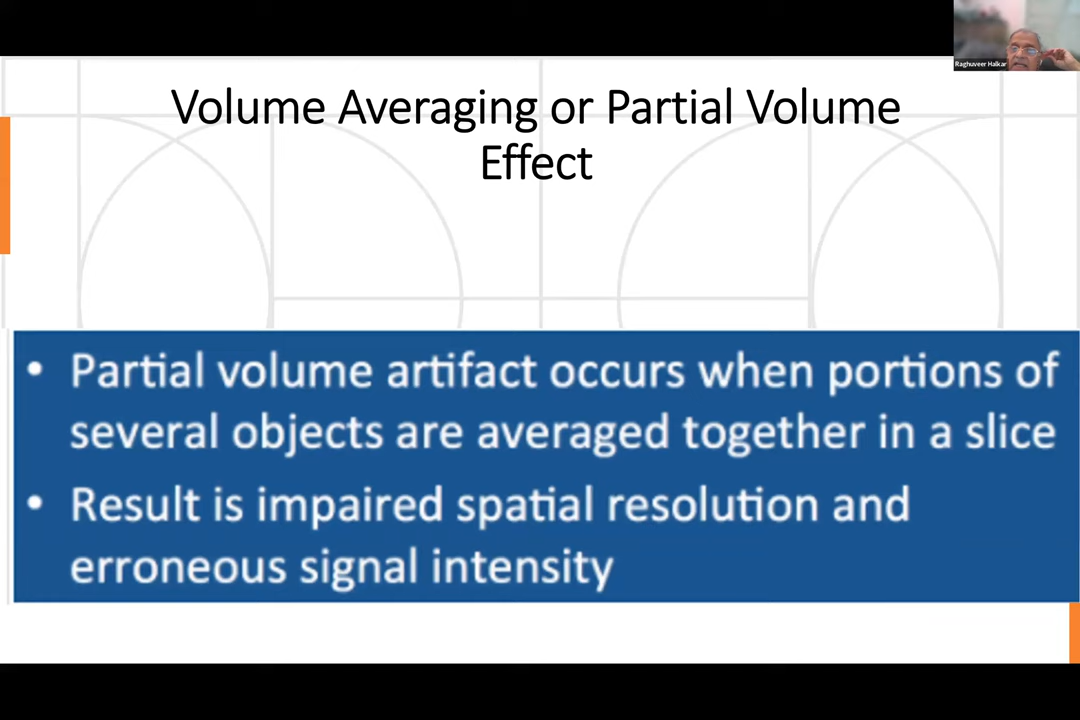 Raghuveer Halkar
Volume Averaging or Partial Volume
Effect
• Partial volume artifact occurs when portions of
several objects are averaged together in a slice
• Result is impaired spatial resolution and
erroneous signal intensity